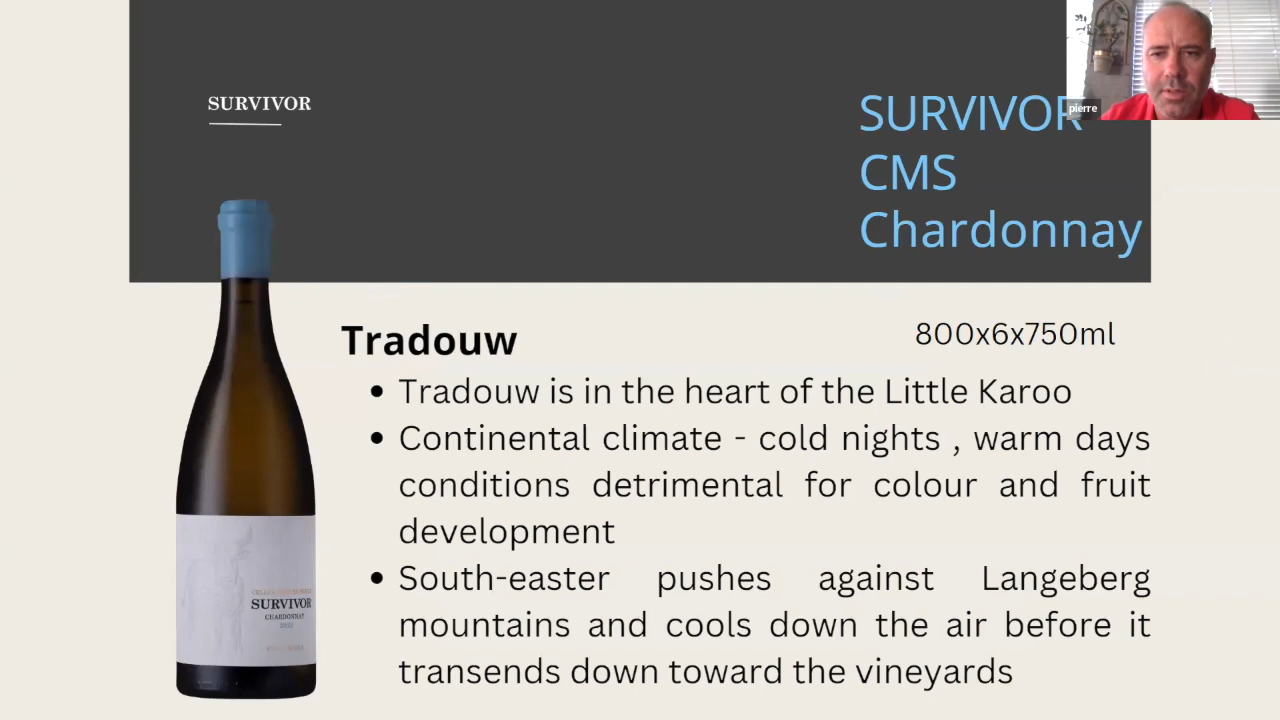 SURVIVOR
SURVIVOR
CMS
Chardonnay
pierre
Tradouw
800x6x750ml
• Tradouw is in the heart of the Little Karoo
• Continental climate - cold nights , warm days
conditions detrimental for colour and fruit
development
• South-easter pushes against Langeberg
mountains and cools down the air before it
transends down toward the vineyards
SURVIVOR
CHARDONNAY